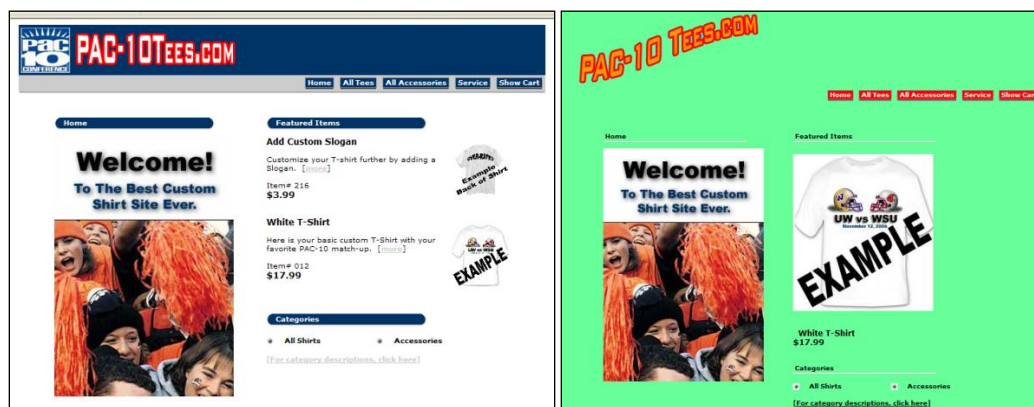 PAC 10 CONFERENCE
PAC-10TEES.COM
Home All Tees All Accessories Service Show Cart
Home
Welcome!
To The Best Custom
Shirt Site Ever.
Featured Items
Add Custom Slogan
Customize your T-shirt further by adding a
Slogan. [more]
Item# 216
$3.99
Example
Back of Shirt
White T-Shirt
Here is your basic custom T-Shirt with your
favorite PAC-10 match-up. [more]
Item# 012
$17.99
UW vs WSU
EXAMPLE
Categories
All Shirts Accessories
[For category descriptions, click here]
PAC-10 TEES.COM
Home All Tees All Accessories Service Show Car
Home
Welcome!
To The Best Custom
Shirt Site Ever.
Featured Items
UW vs WSU
November 12, 2006
EXAMPLE
White T-Shirt
$17.99
Categories
All Shirts Accessories
[For category descriptions, click here]